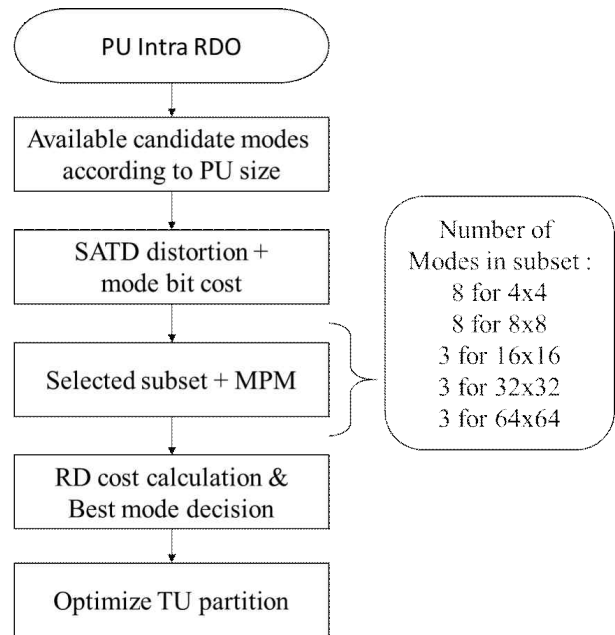 PU Intra RDO
Available candidate modes
according to PU size
SATD distortion +
mode bit cost
Selected subset + MPM
RD cost calculation &
Best mode decision
Optimize TU partition
Number of
Modes in subset :
8 for 4x4
8 for 8x8
3 for 16x16
3 for 32x32
3 for 64x64